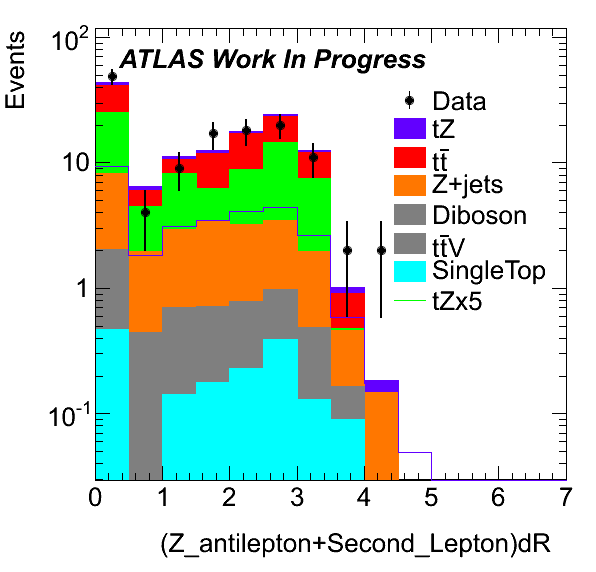 Events
10²
10
1
10⁻¹
ATLAS Work In Progress
Data
tZ
tt̄
Z+jets
Diboson
tt̄V
SingleTop
tZx5
0 1 2 3 4 5 6 7
(Z_antilepton+Second_Lepton)dR